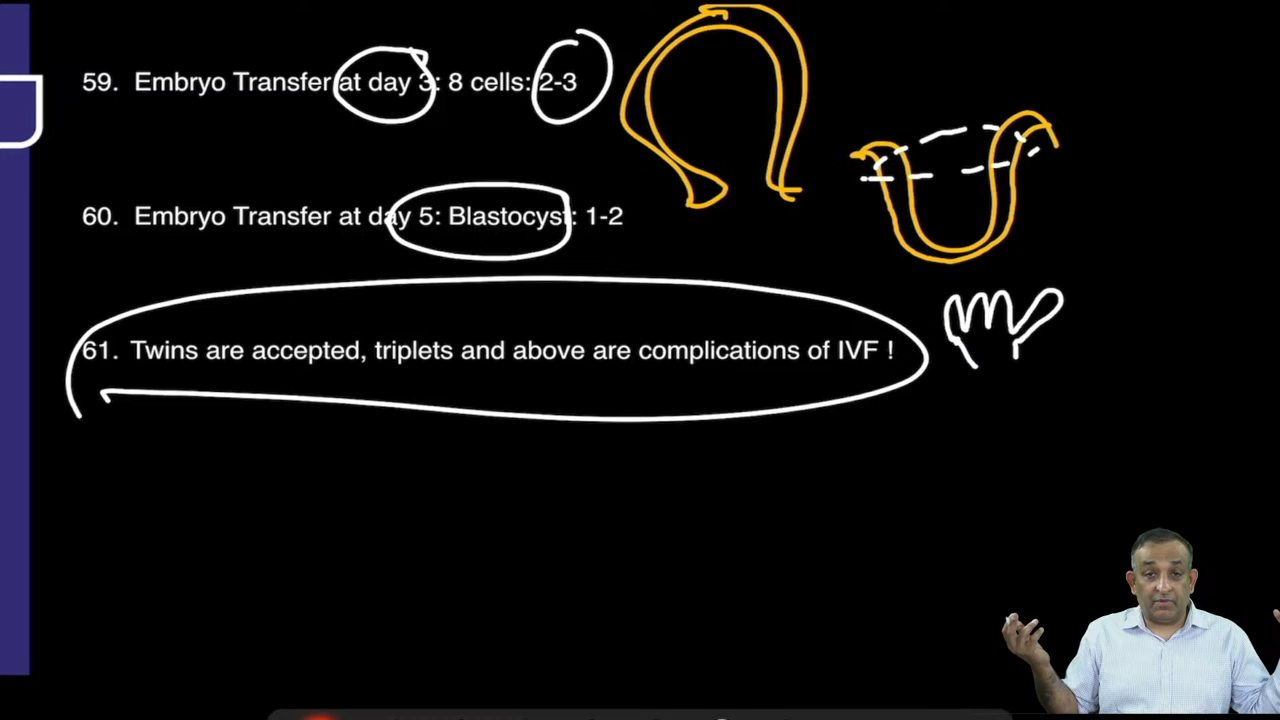 59. Embryo Transfer at day 3: 8 cells: 2-3
60. Embryo Transfer at day 5: Blastocyst: 1-2
61. Twins are accepted, triplets and above are complications of IVF !